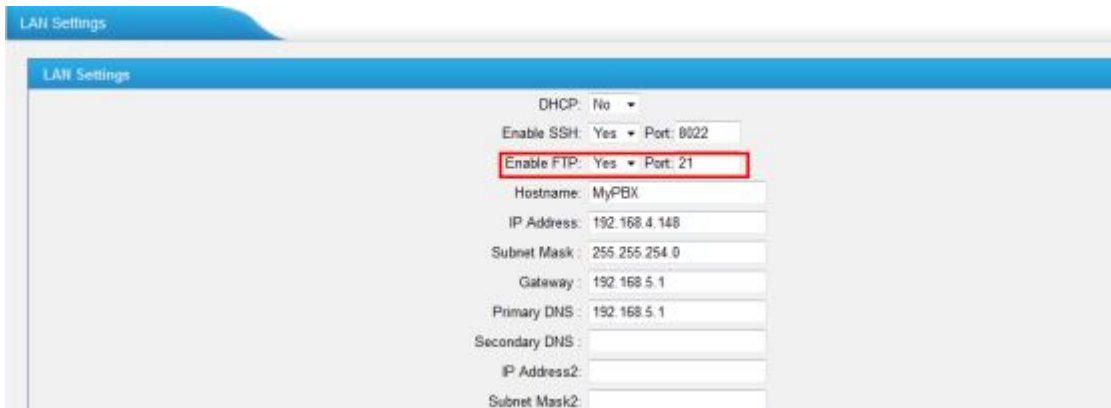 LAN Settings
LAN Settings
DHCP: No
Enable SSH: Yes Port: 8022
Enable FTP: Yes Port: 21
Hostname: MyPBX
IP Address: 192.168.4.148
Subnet Mask : 255.255.254.0
Gateway : 192.168.5.1
Primary DNS : 192.168.5.1
Secondary DNS :
IP Address2:
Subnet Mask2: